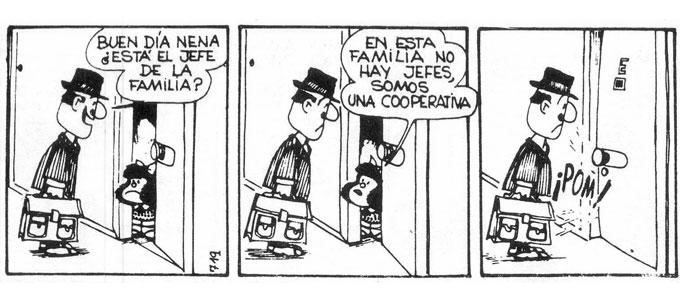 BUEN DÍA NENA
¿ESTÁ EL JEFE
DE LA
FAMILIA?
719
EN ESTA
FAMILIA NO
HAY JEFES,
SOMOS
UNA COOPERATIVA
E
¡POM!